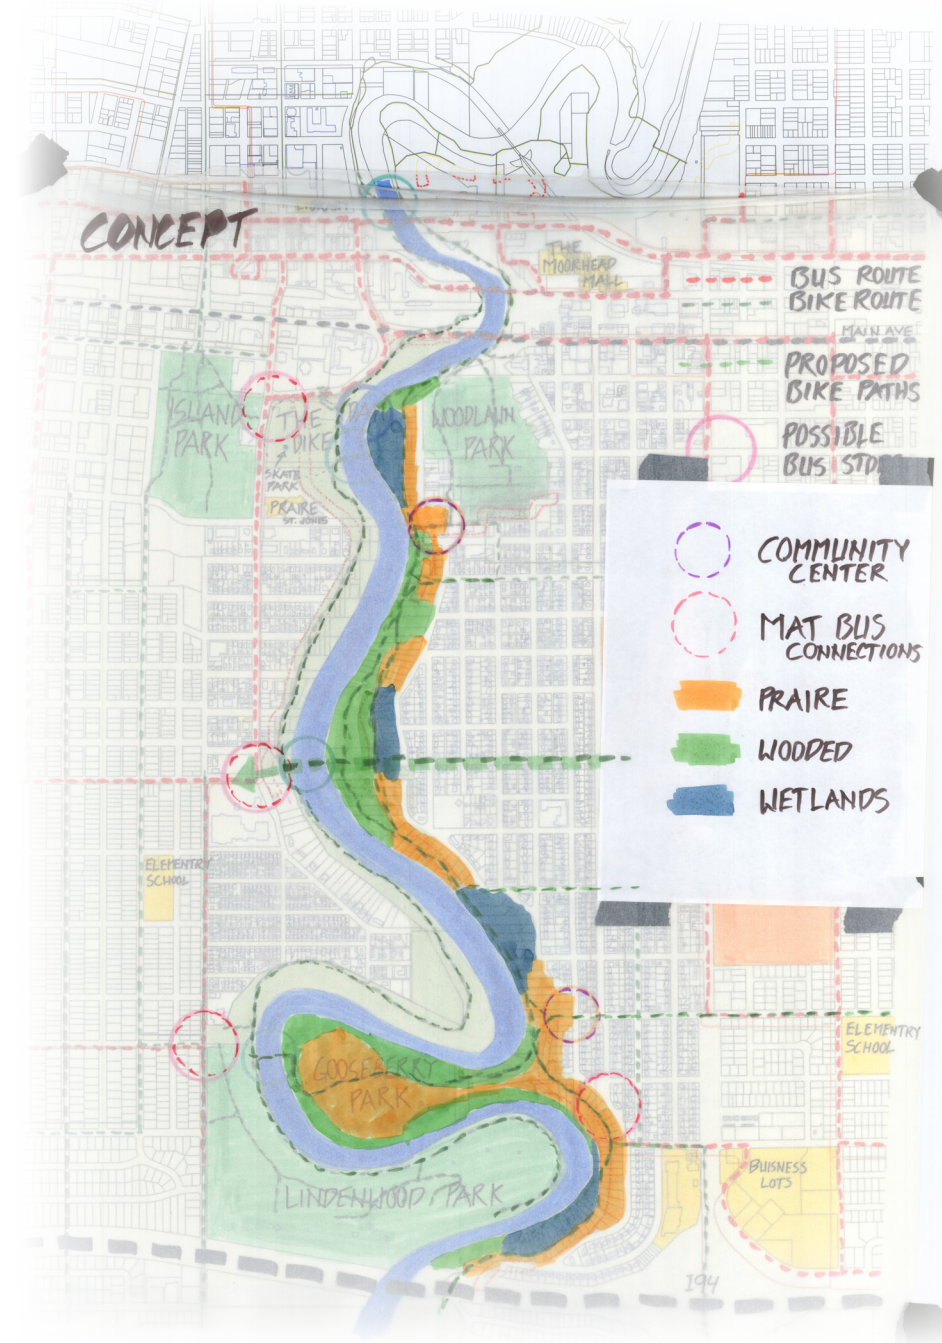 CONCEPT
THE
MOORHEAD
MALL
BUS ROUTE
BIKE ROUTE
MAIN AVE
PROPOSED
BIKE PATHS
ISLAND
PARK
THE
DIKE
WOODLAWN
PARK
POSSIBLE
SKATE
PARK
PRAIRE
ST. JOHNS
COMMUNITY
CENTER
MAT BUS
CONNECTIONS
PRAIRE
WOODED
WETLANDS
ELEMENTRY
SCHOOL
ELEMENTRY
SCHOOL
GOOSEBERRY
PARK
LINDENWOOD PARK
BUISNESS
LOTS
I94